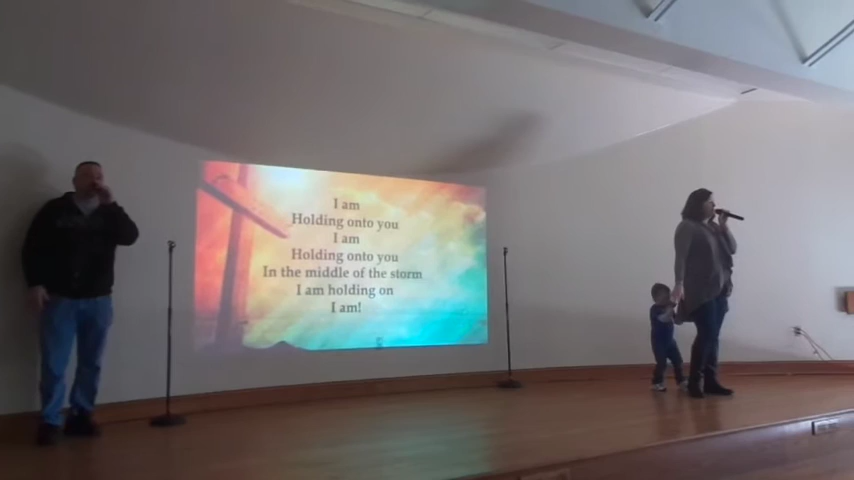 I am
Holding onto you
I am
Holding onto you
In the middle of the storm
I am holding on
I am!